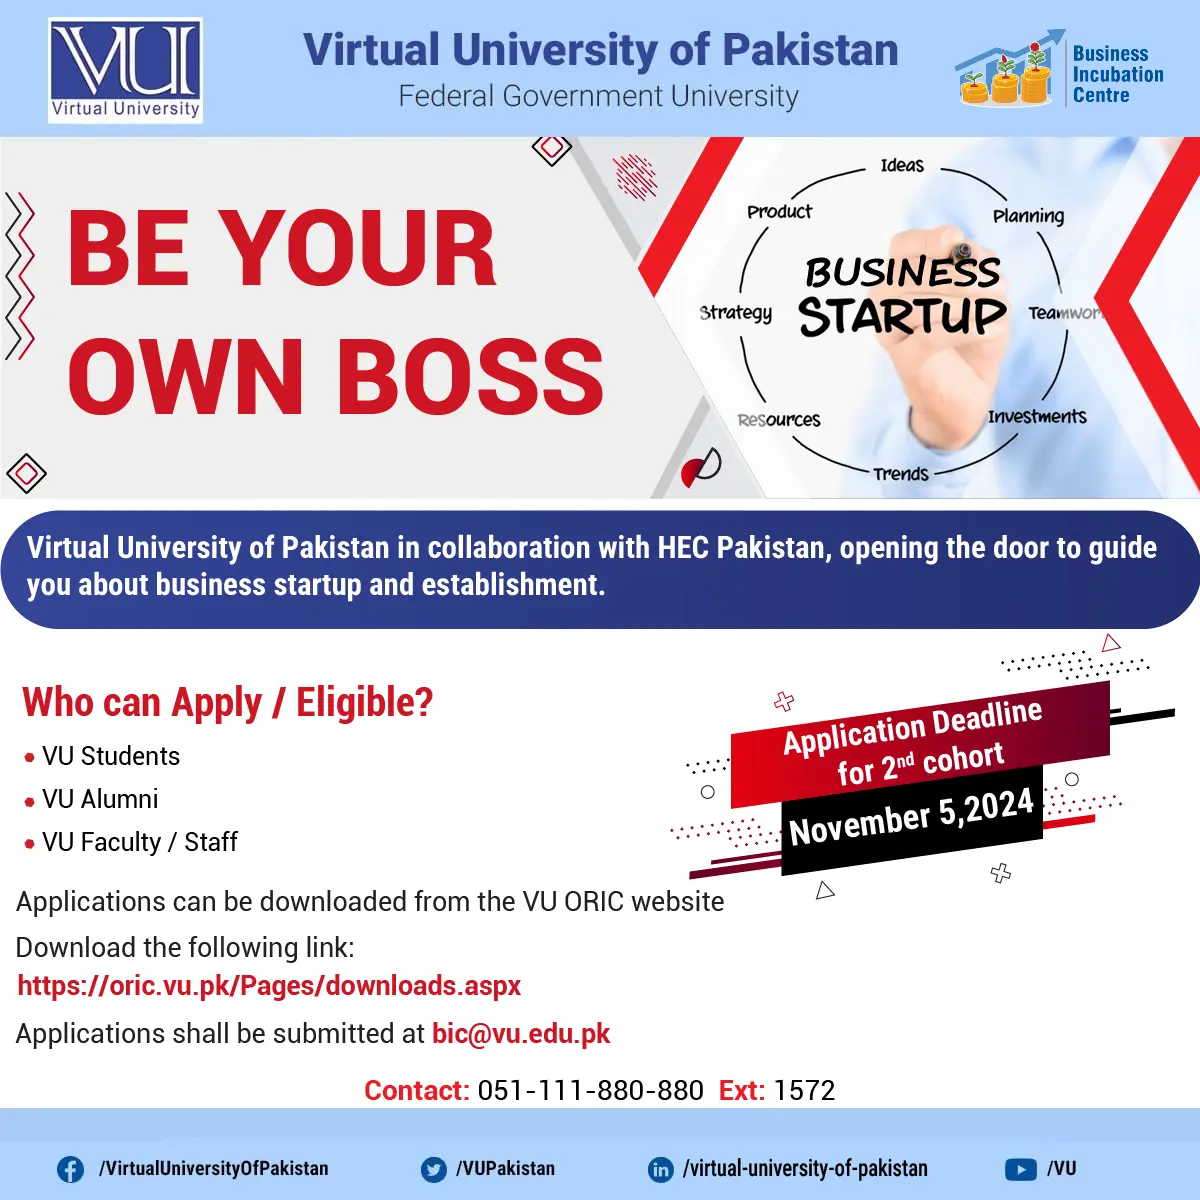 VU
Virtual University
Virtual University of Pakistan
Federal Government University
Business
Incubation
Centre
BE YOUR
OWN BOSS
Ideas
Product
Planning
BUSINESS
STARTUP
Strategy
Teamwor
Resources
Investments
Trends
Virtual University of Pakistan in collaboration with HEC Pakistan, opening the door to guide
you about business startup and establishment.
Who can Apply / Eligible?
• VU Students
• VU Alumni
• VU Faculty / Staff
Application Deadline
for 2nd cohort
November 5,2024
Applications can be downloaded from the VU ORIC website
Download the following link:
https://oric.vu.pk/Pages/downloads.aspx
Applications shall be submitted at bic@vu.edu.pk
Contact: 051-111-880-880 Ext: 1572
/VirtualUniversityOfPakistan
/VUPakistan
/virtual-university-of-pakistan
/VU